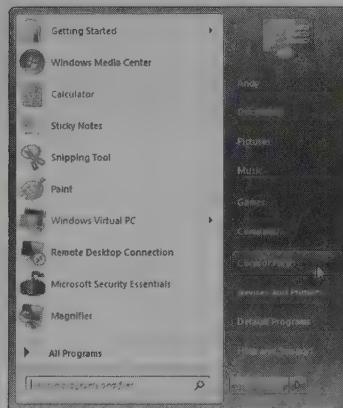 Getting Started
Windows Media Center
Calculator
Sticky Notes
Snipping Tool
Paint
Windows Virtual PC
Remote Desktop Connection
Microsoft Security Essentials
Magnifier
All Programs
Andy
Documents
Pictures
Music
Games
Computer
Control Panel
Devices and Printers
Default Programs